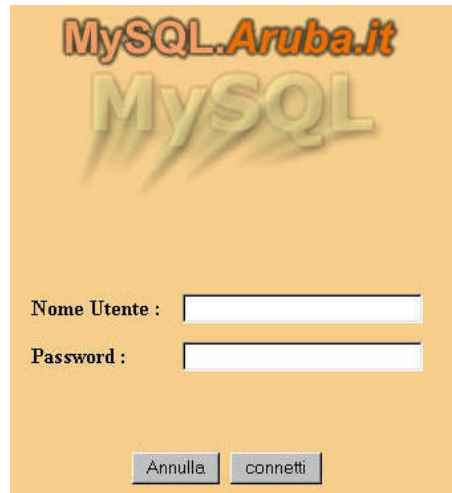 MySQL.Aruba.it
MySQL
Nome Utente :
Password :
Annulla connetti